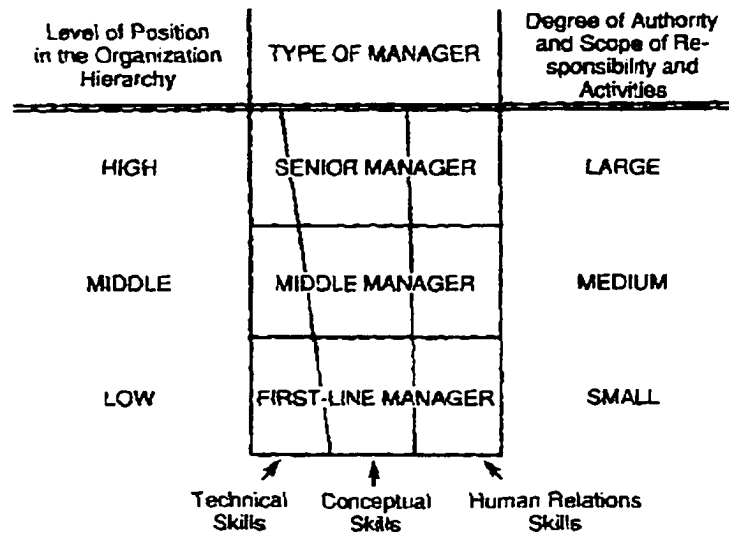 Level of Position
in the Organization
Hierarchy
TYPE OF MANAGER
Degree of Authority
and Scope of Re-
sponsibility and
Activities
HIGH
SENIOR MANAGER
LARGE
MIDDLE
MIDDLE MANAGER
MEDIUM
LOW
FIRST-LINE MANAGER
SMALL
Technical
Skills
Conceptual
Skills
Human Relations
Skills